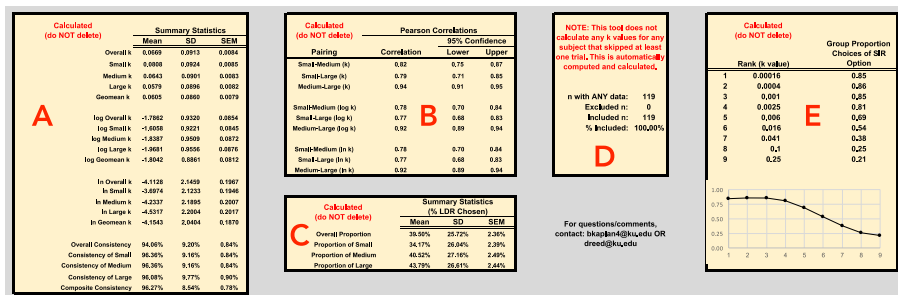 Calculated
(do NOT delete)
Summary Statistics
Mean SD SEM
Overall k 0.0669 0.0913 0.0084
Small k 0.0808 0.0924 0.0085
Medium k 0.0643 0.0901 0.0083
Large k 0.0579 0.0896 0.0082
Geomean k 0.0605 0.0860 0.0079
A
log Overall k -1.7862 0.9320 0.0854
log Small k -1.6058 0.9221 0.0845
log Medium k -1.8387 0.9509 0.0872
log Large k -1.9681 0.9556 0.0876
log Geomean k -1.8042 0.8861 0.0812
ln Overall k -4.1128 2.1459 0.1967
ln Small k -3.6974 2.1233 0.1946
ln Medium k -4.2337 2.1895 0.2007
ln Large k -4.5317 2.2004 0.2017
ln Geomean k -4.1543 2.0404 0.1870
Overall Consistency 94.06% 9.20% 0.84%
Consistency of Small 96.36% 9.16% 0.84%
Consistency of Medium 96.36% 9.16% 0.84%
Consistency of Large 96.08% 9.77% 0.90%
Composite Consistency 96.27% 8.54% 0.78%
Calculated
(do NOT delete)
Pearson Correlations
95% Confidence
Pairing Correlation Lower Upper
Small-Medium (k) 0.82 0.75 0.87
Small-Large (k) 0.79 0.71 0.85
Medium-Large (k) 0.94 0.91 0.95
B
Small-Medium (log k) 0.78 0.70 0.84
Small-Large (log k) 0.77 0.68 0.83
Medium-Large (log k) 0.92 0.89 0.94
Small-Medium (ln k) 0.78 0.70 0.84
Small-Large (ln k) 0.77 0.68 0.83
Medium-Large (ln k) 0.92 0.89 0.94
Calculated
(do NOT delete)
Summary Statistics
(% LDR Chosen)
Mean SD SEM
C
Overall Proportion 39.50% 25.72% 2.36%
Proportion of Small 34.17% 26.04% 2.39%
Proportion of Medium 40.52% 27.16% 2.49%
Proportion of Large 43.79% 26.61% 2.44%
NOTE: This tool does not
calculate any k values for any
subject that skipped at least
one trial. This is automatically
computed and calculated.
n with ANY data: 119
Excluded n: 0
Included n: 119
% Included: 100.00%
D
For questions/comments,
contact: bkaplan4@ku.edu OR
dreed@ku.edu
Calculated
(do NOT delete)
Group Proportion
Choices of SIR
Rank (k value) Option
1 0.00016 0.85
2 0.0004 0.86
3 0.001 0.85
4 0.0025 0.81
5 0.006 0.69
6 0.016 0.54
7 0.041 0.38
8 0.1 0.25
9 0.25 0.21
E
1.00
0.75
0.50
0.25
0.00
1 2 3 4 5 6 7 8 9